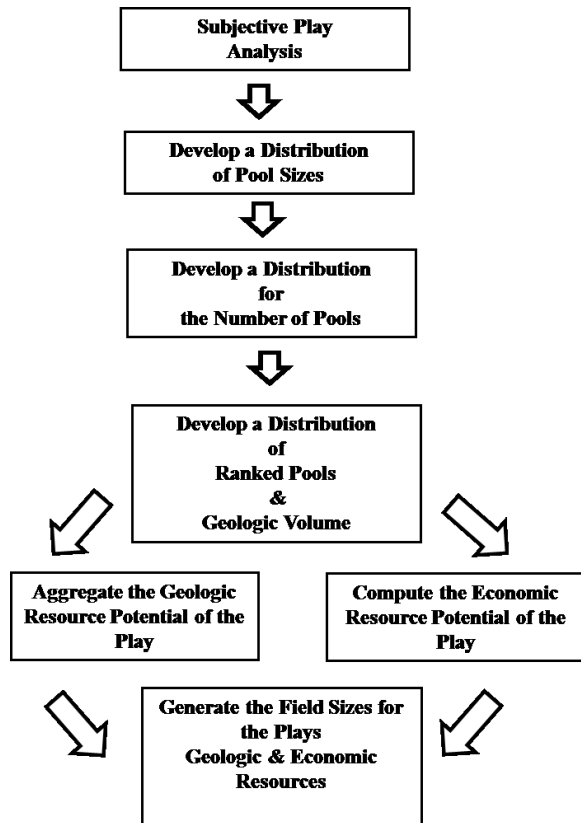 Subjective Play
Analysis
Develop a Distribution
of Pool Sizes
Develop a Distribution
for
the Number of Pools
Develop a Distribution
of
Ranked Pools
&
Geologic Volume
Aggregate the Geologic
Resource Potential of the
Play
Compute the Economic
Resource Potential of the
Play
Generate the Field Sizes for
the Plays
Geologic & Economic
Resources